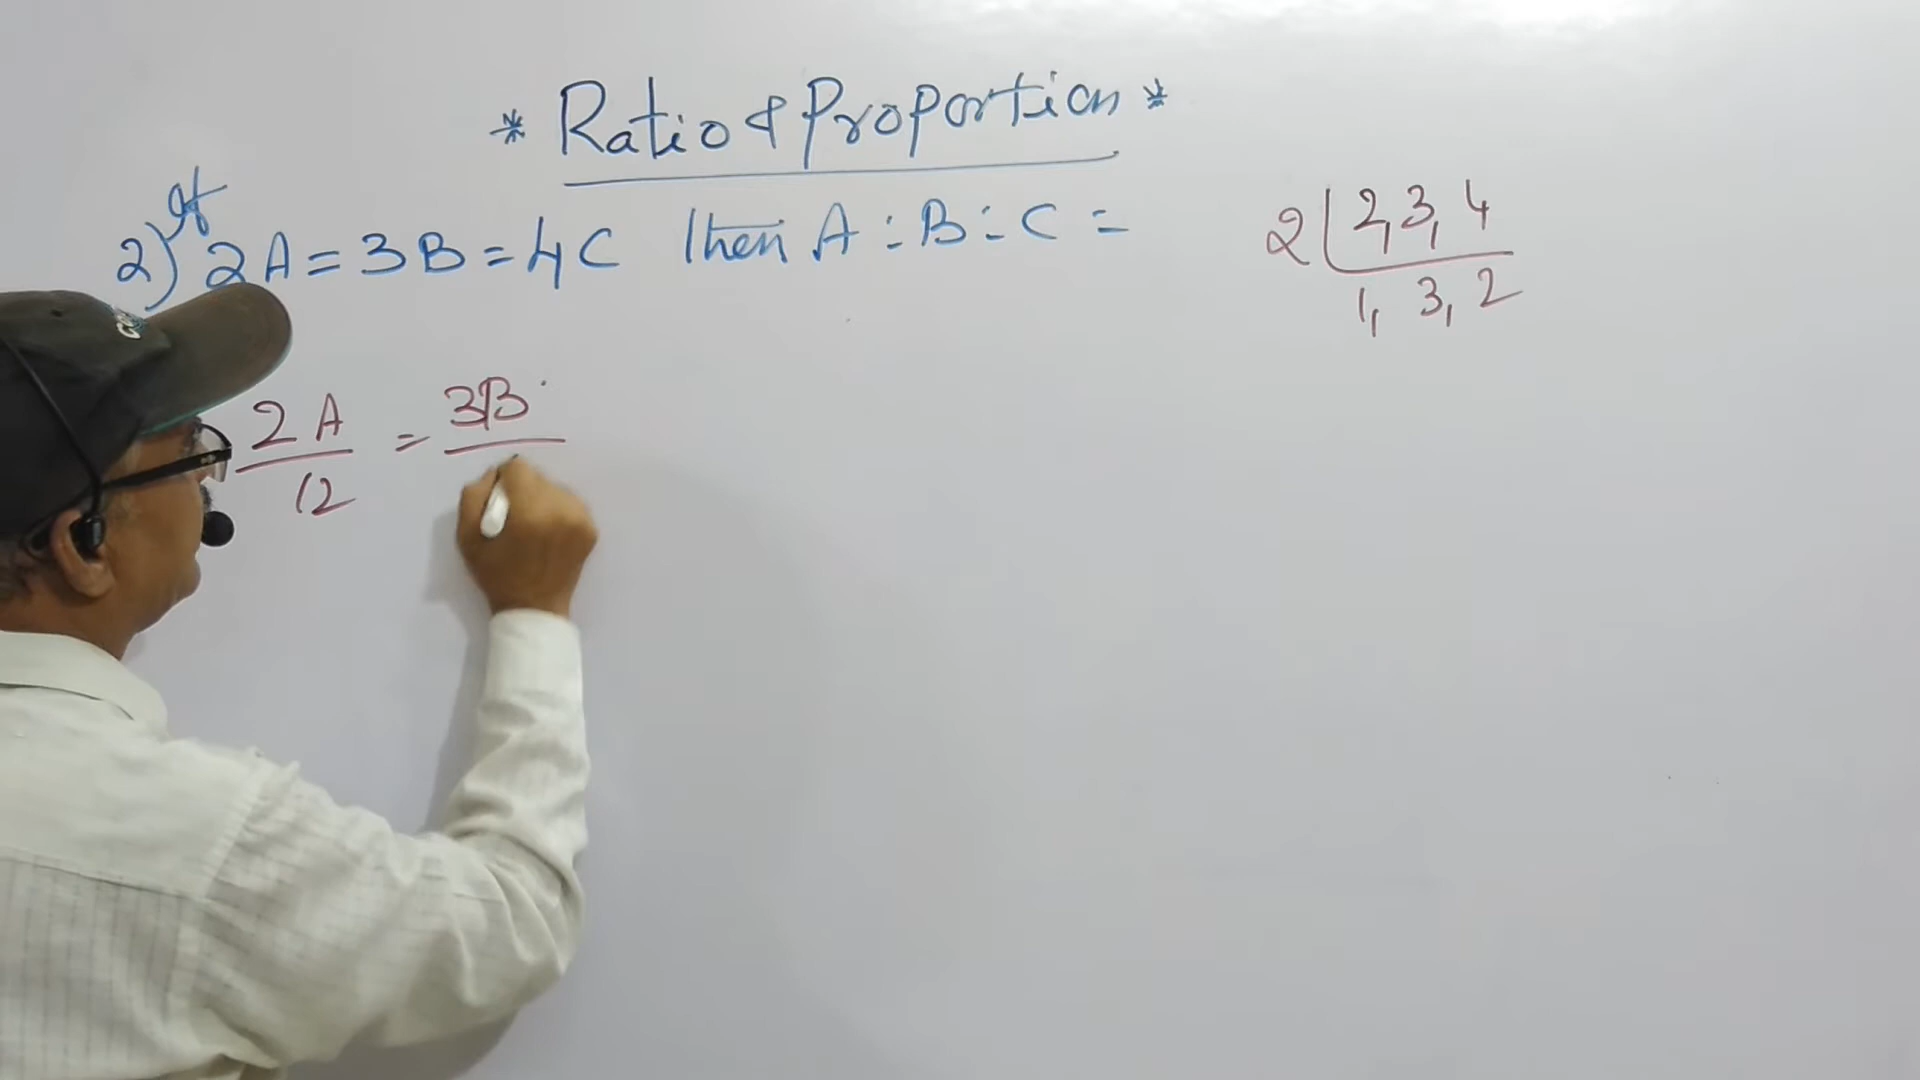 * Ratio & Proportion *
2) If 2A = 3B = 4C Then A : B : C =
2 | 2, 3, 4
1, 3, 2
2A = 3B
12